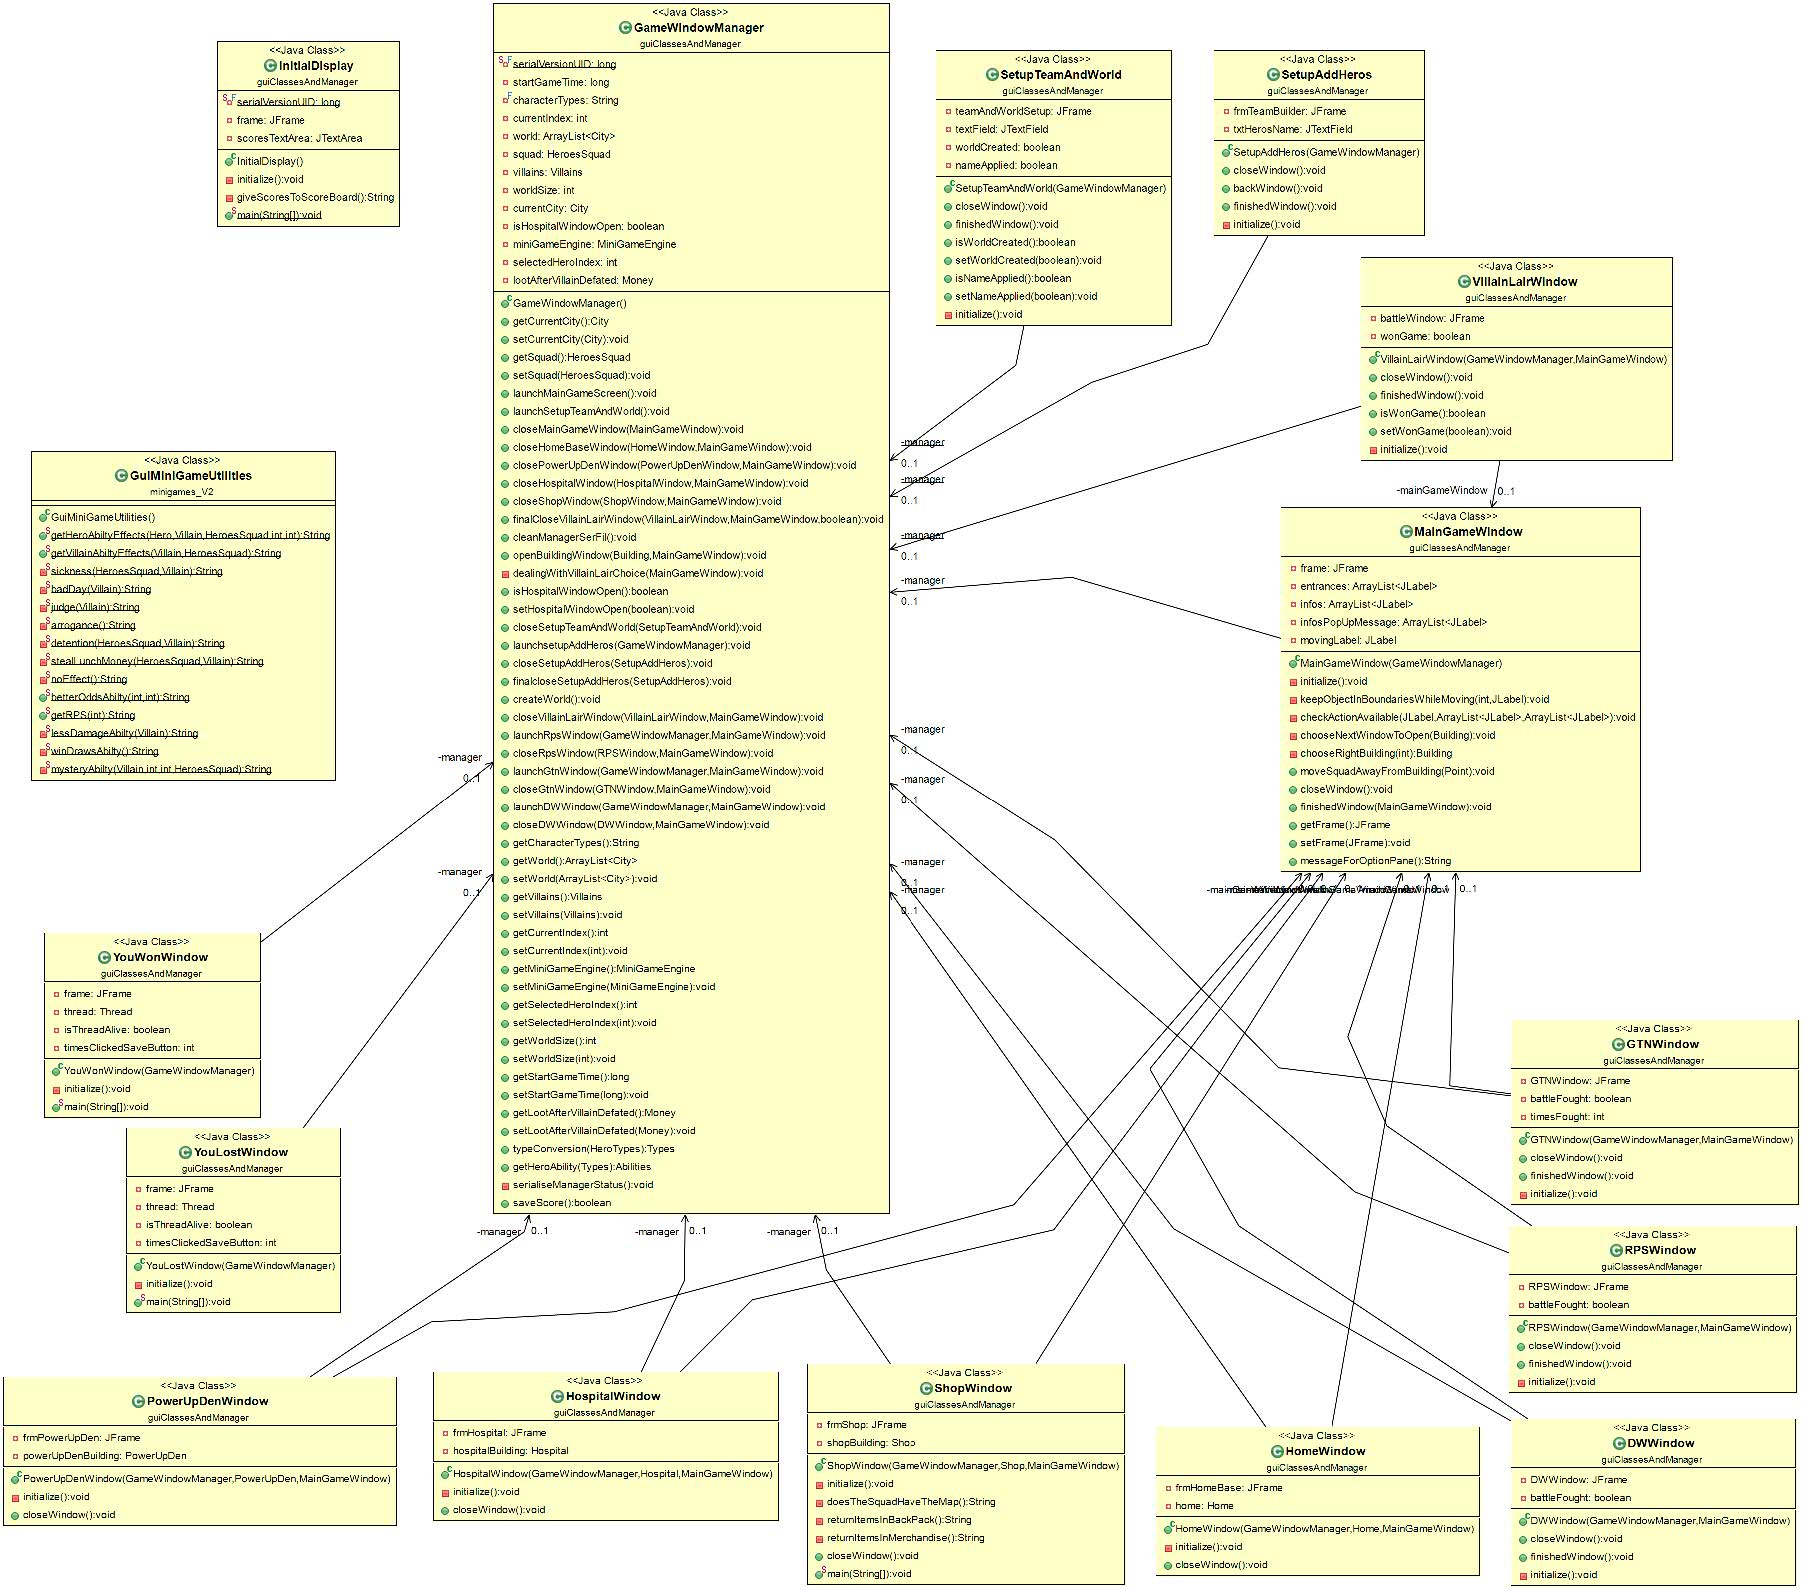 <<Java Class>>
InitialDisplay
guiClassesAndManager
serialVersionUID: long
frame: JFrame
scoresTextArea: JTextArea
InitialDisplay()
initialize():void
giveScoresToScoreBoard():String
main(String[]):void
<<Java Class>>
GameWindowManager
guiClassesAndManager
serialVersionUID: long
startGameTime: long
characterTypes: String
currentIndex: int
world: ArrayList<City>
squad: HeroesSquad
villains: Villains
worldSize: int
currentCity: City
isHospitalWindowOpen: boolean
miniGameEngine: MiniGameEngine
selectedHeroIndex: int
lootAfterVillainDefated: Money
GameWindowManager()
getCurrentCity():City
setCurrentCity(City):void
getSquad():HeroesSquad
setSquad(HeroesSquad):void
launchMainGameScreen():void
launchSetupTeamAndWorld():void
closeMainGameWindow(MainGameWindow):void
closeHomeBaseWindow(HomeWindow,MainGameWindow):void
closePowerUpDenWindow(PowerUpDenWindow,MainGameWindow):void
closeHospitalWindow(HospitalWindow,MainGameWindow):void
closeShopWindow(ShopWindow,MainGameWindow):void
finalCloseVillainLairWindow(VillainLairWindow,MainGameWindow,boolean):void
cleanManagerSerFil():void
openBuildingWindow(Building,MainGameWindow):void
dealingWithVillainLairChoice(MainGameWindow):void
isHospitalWindowOpen():boolean
setHospitalWindowOpen(boolean):void
closeSetupTeamAndWorld(SetupTeamAndWorld):void
launchsetupAddHeros(GameWindowManager):void
closeSetupAddHeros(SetupAddHeros):void
finalcloseSetupAddHeros(SetupAddHeros):void
createWorld():void
closeVillainLairWindow(VillainLairWindow,MainGameWindow):void
launchRpsWindow(GameWindowManager,MainGameWindow):void
closeRpsWindow(RPSWindow,MainGameWindow):void
launchGtnWindow(GameWindowManager,MainGameWindow):void
closeGtnWindow(GTNWindow,MainGameWindow):void
launchDWWindow(GameWindowManager,MainGameWindow):void
closeDWWindow(DWWindow,MainGameWindow):void
getCharacterTypes():String
getWorld():ArrayList<City>
setWorld(ArrayList<City>):void
getVillains():Villains
setVillains(Villains):void
getCurrentIndex():int
setCurrentIndex(int):void
getMiniGameEngine():MiniGameEngine
setMiniGameEngine(MiniGameEngine):void
getSelectedHeroIndex():int
setSelectedHeroIndex(int):void
getWorldSize():int
setWorldSize(int):void
getStartGameTime():long
setStartGameTime(long):void
getLootAfterVillainDefated():Money
setLootAfterVillainDefated(Money):void
typeConversion(HeroTypes):Types
getHeroAbility(Types):Abilities
serialiseManagerStatus():void
saveScore():boolean
<<Java Class>>
SetupTeamAndWorld
guiClassesAndManager
teamAndWorldSetup: JFrame
textField: JTextField
worldCreated: boolean
nameApplied: boolean
SetupTeamAndWorld(GameWindowManager)
closeWindow():void
finishedWindow():void
isWorldCreated():boolean
setWorldCreated(boolean):void
isNameApplied():boolean
setNameApplied(boolean):void
initialize():void
<<Java Class>>
SetupAddHeros
guiClassesAndManager
frmTeamBuilder: JFrame
txtHerosName: JTextField
SetupAddHeros(GameWindowManager)
closeWindow():void
backWindow():void
finishedWindow():void
initialize():void
<<Java Class>>
VillainLairWindow
guiClassesAndManager
battleWindow: JFrame
wonGame: boolean
VillainLairWindow(GameWindowManager,MainGameWindow)
closeWindow():void
finishedWindow():void
isWonGame():boolean
setWonGame(boolean):void
initialize():void
-mainGameWindow 0..1
<<Java Class>>
MainGameWindow
guiClassesAndManager
frame: JFrame
entrances: ArrayList<JLabel>
infos: ArrayList<JLabel>
infosPopUpMessage: ArrayList<JLabel>
movingLabel: JLabel
MainGameWindow(GameWindowManager)
initialize():void
keepObjectInBoundariesWhileMoving(int,JLabel):void
checkActionAvailable(JLabel,ArrayList<JLabel>,ArrayList<JLabel>):void
chooseNextWindowToOpen(Building):void
chooseRightBuilding(int):Building
moveSquadAwayFromBuilding(Point):void
closeWindow():void
finishedWindow(MainGameWindow):void
getFrame():JFrame
setFrame(JFrame):void
messageForOptionPane():String
0..1
-manager
0..1
-manager
0..1
-manager
0..1
-manager
0..1
-manager
0..1
-manager
0..1
-manager
0..1
-manager
0..1
<<Java Class>>
GuiMiniGameUtilities
minigames_V2
GuiMiniGameUtilities()
getHeroAbiltyEffects(Hero,Villain,HeroesSquad,int,int):String
getVillainAbiltyEffects(Villain,HeroesSquad):String
sickness(HeroesSquad,Villain):String
badDay(Villain):String
judge(Villain):String
arrogance():String
detention(HeroesSquad,Villain):String
stealLunchMoney(HeroesSquad,Villain):String
noEffect():String
betterOddsAbilty(int,int):String
getRPS(int):String
lessDamageAbilty(Villain):String
winDrawsAbilty():String
mysteryAbilty(Villain,int,int,HeroesSquad):String
-manager
0..1
-manager
0..1
<<Java Class>>
YouWonWindow
guiClassesAndManager
frame: JFrame
thread: Thread
isThreadAlive: boolean
timesClickedSaveButton: int
YouWonWindow(GameWindowManager)
initialize():void
main(String[]):void
<<Java Class>>
YouLostWindow
guiClassesAndManager
frame: JFrame
thread: Thread
isThreadAlive: boolean
timesClickedSaveButton: int
YouLostWindow(GameWindowManager)
initialize():void
main(String[]):void
-manager 0..1
-manager 0..1
-manager 0..1
<<Java Class>>
GTNWindow
guiClassesAndManager
GTNWindow: JFrame
battleFought: boolean
timesFought: int
GTNWindow(GameWindowManager,MainGameWindow)
closeWindow():void
finishedWindow():void
initialize():void
<<Java Class>>
RPSWindow
guiClassesAndManager
RPSWindow: JFrame
battleFought: boolean
RPSWindow(GameWindowManager,MainGameWindow)
closeWindow():void
finishedWindow():void
initialize():void
<<Java Class>>
PowerUpDenWindow
guiClassesAndManager
frmPowerUpDen: JFrame
powerUpDenBuilding: PowerUpDen
PowerUpDenWindow(GameWindowManager,PowerUpDen,MainGameWindow)
initialize():void
closeWindow():void
<<Java Class>>
HospitalWindow
guiClassesAndManager
frmHospital: JFrame
hospitalBuilding: Hospital
HospitalWindow(GameWindowManager,Hospital,MainGameWindow)
initialize():void
closeWindow():void
<<Java Class>>
ShopWindow
guiClassesAndManager
frmShop: JFrame
shopBuilding: Shop
ShopWindow(GameWindowManager,Shop,MainGameWindow)
initialize():void
doesTheSquadHaveTheMap():String
returnItemsInBackPack():String
returnItemsInMerchandise():String
closeWindow():void
main(String[]):void
<<Java Class>>
HomeWindow
guiClassesAndManager
frmHomeBase: JFrame
home: Home
HomeWindow(GameWindowManager,Home,MainGameWindow)
initialize():void
closeWindow():void
<<Java Class>>
DWWindow
guiClassesAndManager
DWWindow: JFrame
battleFought: boolean
DWWindow(GameWindowManager,MainGameWindow)
closeWindow():void
finishedWindow():void
initialize():void